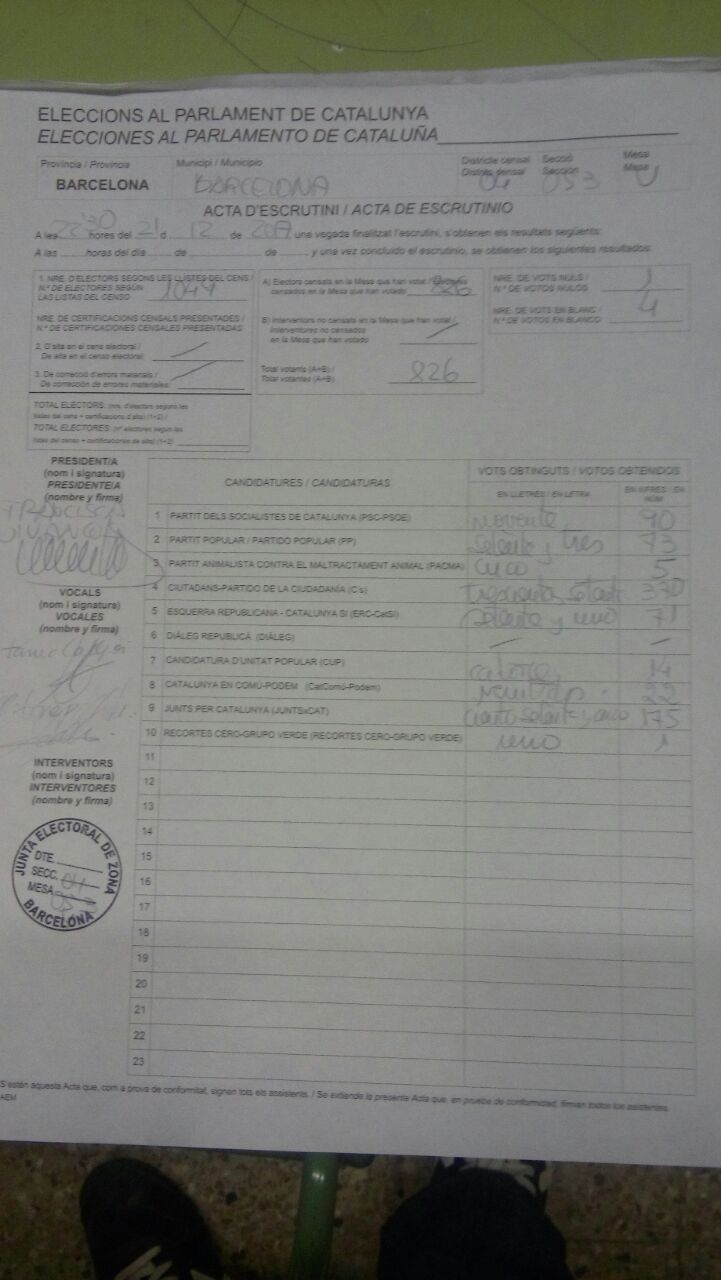 ELECCIONS AL PARLAMENT DE CATALUNYA
ELECCIONES AL PARLAMENTO DE CATALUÑA
Provincia / Provincia
Municipi / Municipio
Districte censal Secció Mesa
Distrito censal Sección Mesa
BARCELONA BARCELONA 04 053 U
ACTA D'ESCRUTINI / ACTA DE ESCRUTINIO
A les 22'20 hores del 21 d 12 de 2017 una vegada finalitzat l'escrutini, s'obtenen els resultats següents:
A las hores del día de de y una vez concluido el escrutinio, se obtienen los siguientes resultados:
1. NRE. D'ELECTORS SEGONS LES LLISTES DEL CENS /
N.º DE ELECTORES SEGÚN
LAS LISTAS DEL CENSO 1044
NRE. DE CERTIFICACIONS CENSALS PRESENTADES /
N.º DE CERTIFICACIONES CENSALES PRESENTADAS
2. D'alta en el cens electoral /
De alta en el censo electoral:
3. De correcció d'errors materials /
De corrección de errores materiales:
TOTAL ELECTORS: (nre. d'electors segons les
llistes del cens + certificacions d'alta) (1+2) /
TOTAL ELECTORES: (nº electores según las
listas del censo + certificaciones de alta) (1+2)
A) Electors censats en la Mesa que han votat / Electores
censados en la Mesa que han votado 826
B) Interventors no censats en la Mesa que han votat /
Interventores no censados
en la Mesa que han votado
Total votants (A+B) /
Total votantes (A+B) 826
NRE. DE VOTS NULS /
N.º DE VOTOS NULOS 1
NRE. DE VOTS EN BLANC /
N.º DE VOTOS EN BLANCO 4
PRESIDENT/A
(nom i signatura)
PRESIDENTE/A
(nombre y firma)
VOCALS
(nom i signatura)
VOCALES
(nombre y firma)
INTERVENTORS
(nom i signatura)
INTERVENTORES
(nombre y firma)
JUNTA ELECTORAL DE ZONA
DTE.
SECC. 04
MESA
BARCELONA
CANDIDATURES / CANDIDATURAS
VOTS OBTINGUTS / VOTOS OBTENIDOS
EN LLETRES / EN LETRA
EN XIFRES / EN NÚM.
1 PARTIT DELS SOCIALISTES DE CATALUNYA (PSC-PSOE) noventa 90
2 PARTIT POPULAR / PARTIDO POPULAR (PP) setenta y tres 73
3 PARTIT ANIMALISTA CONTRA EL MALTRACTAMENT ANIMAL (PACMA) cinco 5
4 CIUTADANS-PARTIDO DE LA CIUDADANÍA (C's) trescientos setenta 370
5 ESQUERRA REPUBLICANA - CATALUNYA SI (ERC-CatSI) setenta y uno 71
6 DIÀLEG REPUBLICÀ (DIÀLEG) — —
7 CANDIDATURA D'UNITAT POPULAR (CUP) catorce 14
8 CATALUNYA EN COMÚ-PODEM (CatComú-Podem) 22
9 JUNTS PER CATALUNYA (JUNTSxCAT) 175
10 RECORTES CERO-GRUPO VERDE (RECORTES CERO-GRUPO VERDE) uno 1
11
12
13
14
15
16
17
18
19
20
21
22
23
S'estén aquesta Acta que, com a prova de conformitat, signen tots els assistents. / Se extiende la presente Acta que, en prueba de conformidad, firman todos los asistentes.
AEM